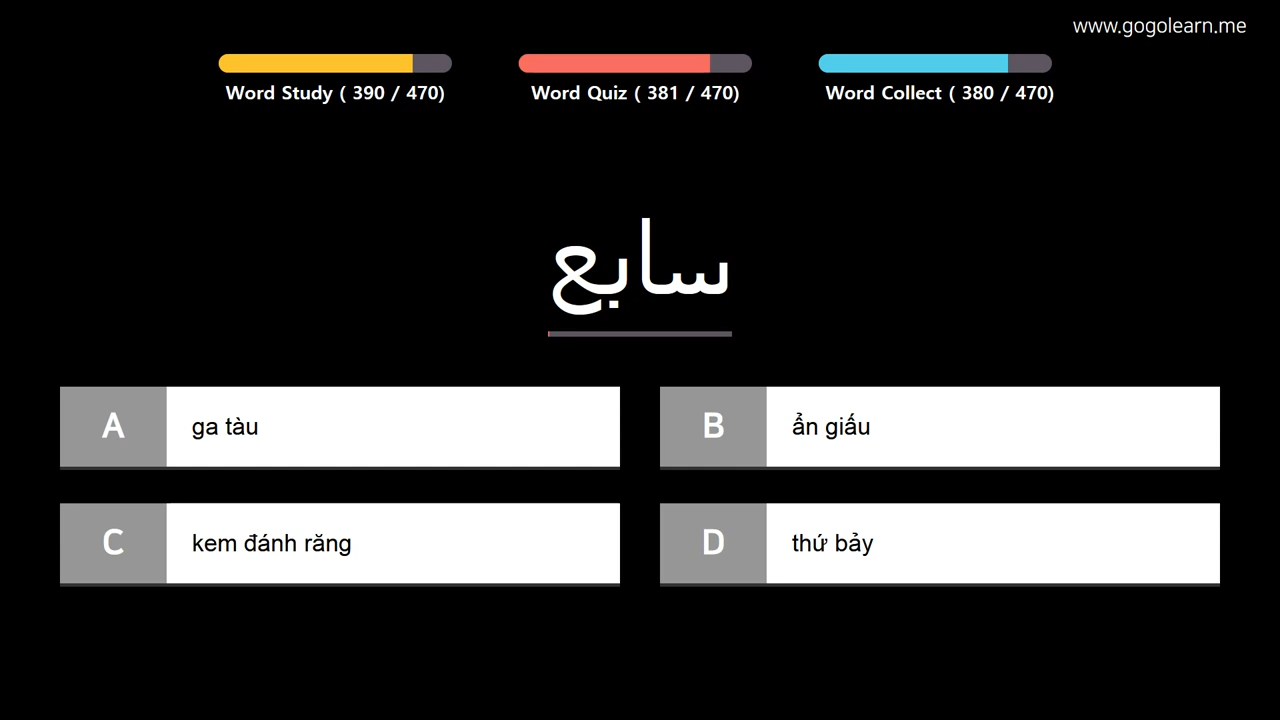 www.gogolearn.me
Word Study ( 390 / 470)
Word Quiz ( 381 / 470)
Word Collect ( 380 / 470)
سابع
A ga tàu
B ẩn giấu
C kem đánh răng
D thứ bảy